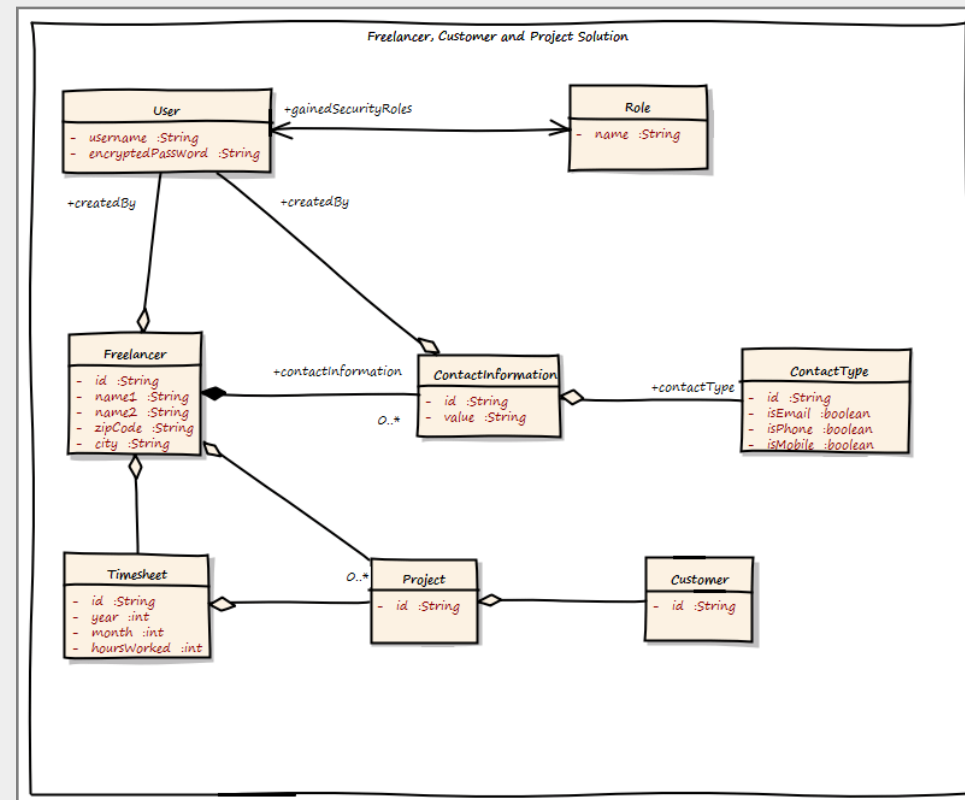 Freelancer, Customer and Project Solution
User
- username :String
- encryptedPassword :String
+gainedSecurityRoles
Role
- name :String
+createdBy
+createdBy
Freelancer
- id :String
- name1 :String
- name2 :String
- zipCode :String
- city :String
+contactInformation
0..*
ContactInformation
- id :String
- value :String
+contactType
ContactType
- id :String
- isEmail :boolean
- isPhone :boolean
- isMobile :boolean
Timesheet
- id :String
- year :int
- month :int
- hoursWorked :int
0..*
Project
- id :String
Customer
- id :String